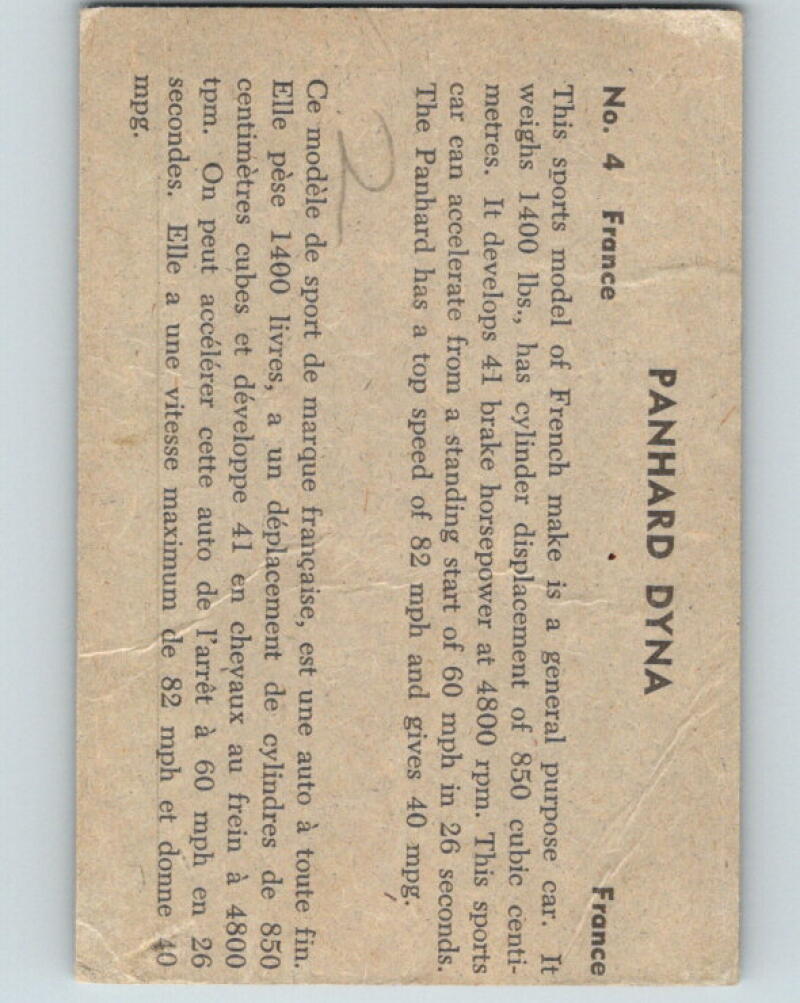 PANHARD DYNA
No. 4 France France
This sports model of French make is a general purpose car. It
weighs 1400 lbs., has cylinder displacement of 850 cubic centi-
metres. It develops 41 brake horsepower at 4800 rpm. This sports
car can accelerate from a standing start of 60 mph in 26 seconds.
The Panhard has a top speed of 82 mph and gives 40 mpg.
2
Ce modèle de sport de marque française, est une auto à toute fin.
Elle pèse 1400 livres, a un déplacement de cylindres de 850
centimètres cubes et développe 41 en chevaux au frein à 4800
tpm. On peut accélérer cette auto de l'arrêt à 60 mph en 26
secondes. Elle a une vitesse maximum de 82 mph et donne 40
mpg.